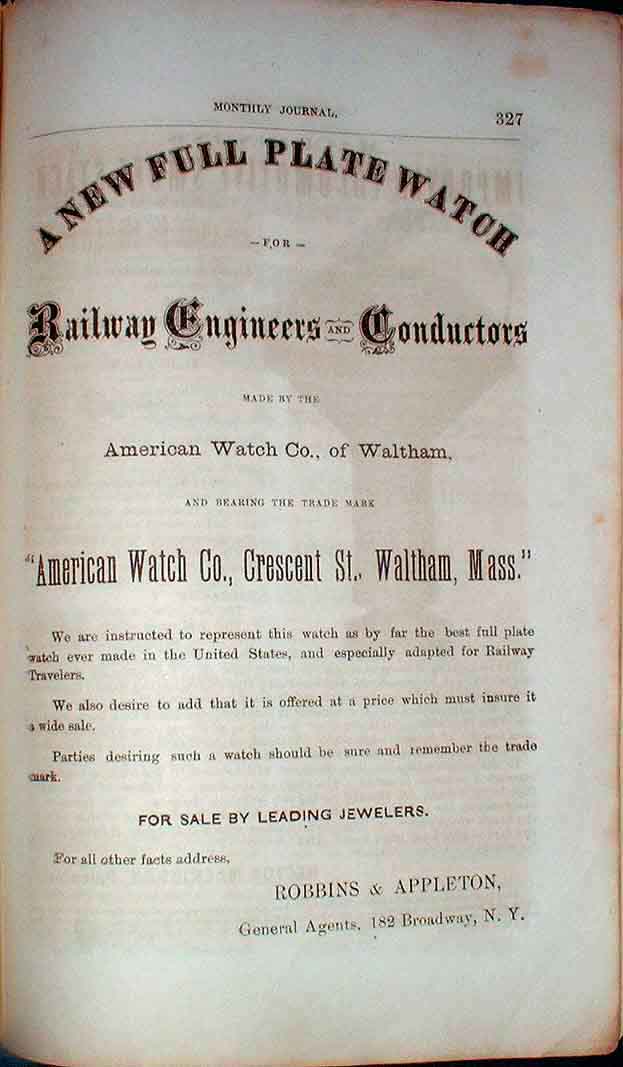 MONTHLY JOURNAL.
327
A NEW FULL PLATE WATCH
—FOR—
Railway Engineers AND Conductors
MADE BY THE
American Watch Co., of Waltham,
AND BEARING THE TRADE MARK
"American Watch Co., Crescent St., Waltham, Mass."
We are instructed to represent this watch as by far the best full plate
watch ever made in the United States, and especially adapted for Railway
Travelers.
We also desire to add that it is offered at a price which must insure it
a wide sale.
Parties desiring such a watch should be sure and remember the trade
mark.
FOR SALE BY LEADING JEWELERS.
For all other facts address,
ROBBINS & APPLETON,
General Agents, 182 Broadway, N. Y.